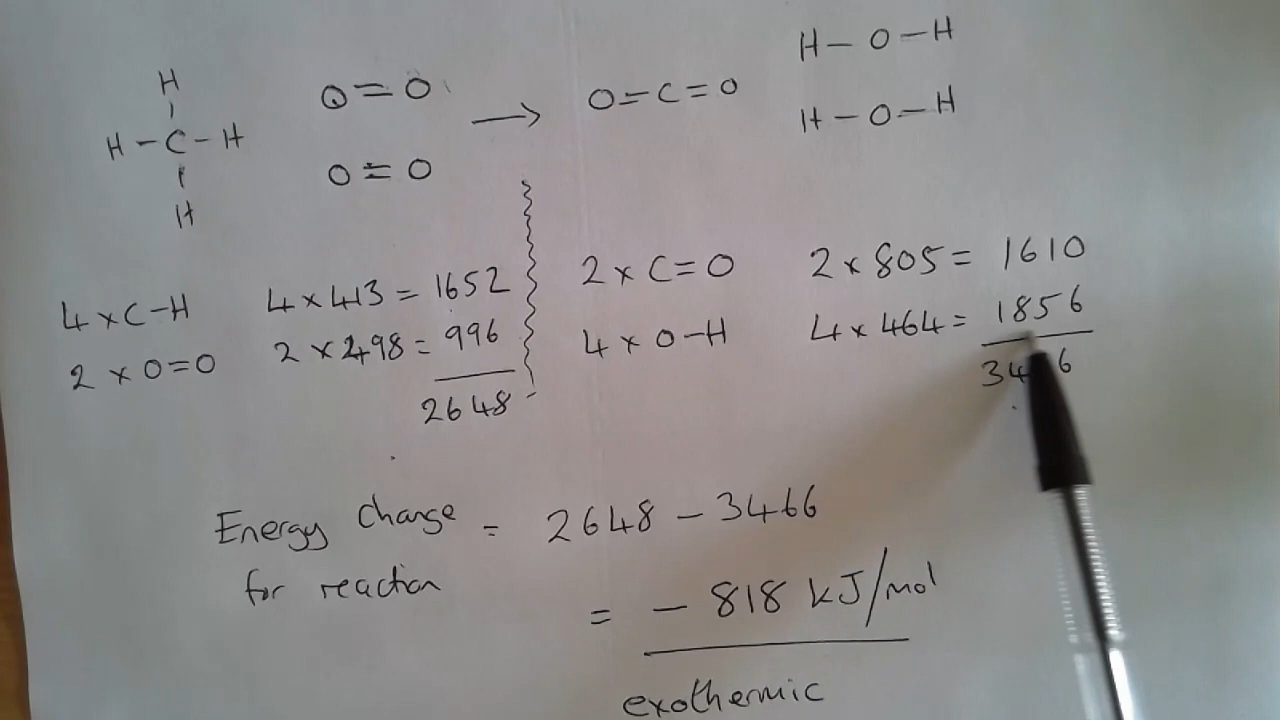 H
H – C – H
H
O = O
O = O
→
O = C = O
H – O – H
H – O – H
4 x C – H 4 x 413 = 1652
2 x O = O 2 x 498 = 996
2648
2 x C = O 2 x 805 = 1610
4 x O – H 4 x 464 = 1856
Energy Change = 2648 – 3466
for reaction
= – 818 kJ/mol
exothermic